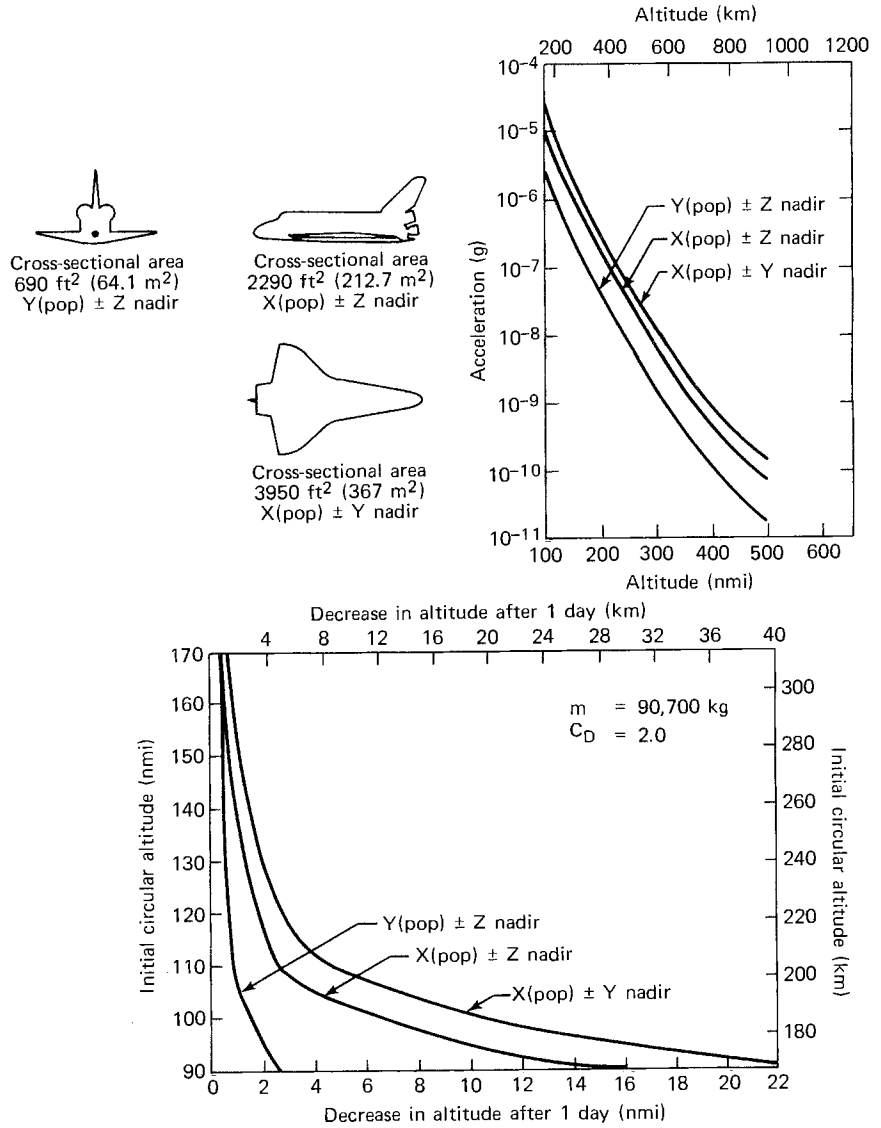 Cross-sectional area
690 ft² (64.1 m²)
Y(pop) ± Z nadir
Cross-sectional area
2290 ft² (212.7 m²)
X(pop) ± Z nadir
Cross-sectional area
3950 ft² (367 m²)
X(pop) ± Y nadir
Altitude (km)
200 400 600 800 1000 1200
Acceleration (g)
10⁻⁴
10⁻⁵
10⁻⁶
10⁻⁷
10⁻⁸
10⁻⁹
10⁻¹⁰
10⁻¹¹
Y(pop) ± Z nadir
X(pop) ± Z nadir
X(pop) ± Y nadir
100 200 300 400 500 600
Altitude (nmi)
Decrease in altitude after 1 day (km)
4 8 12 16 20 24 28 32 36 40
Initial circular altitude (nmi)
170
160
150
140
130
120
110
100
90
m = 90,700 kg
C_D = 2.0
Y(pop) ± Z nadir
X(pop) ± Z nadir
X(pop) ± Y nadir
300
280
260
240
220
200
180
Initial circular altitude (km)
0 2 4 6 8 10 12 14 16 18 20 22
Decrease in altitude after 1 day (nmi)